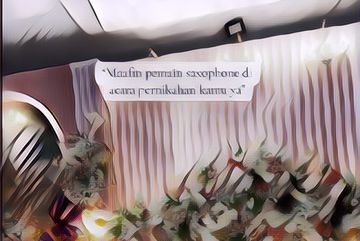 "Maafin pemain saxophone di
acara pernikahan kamu ya"